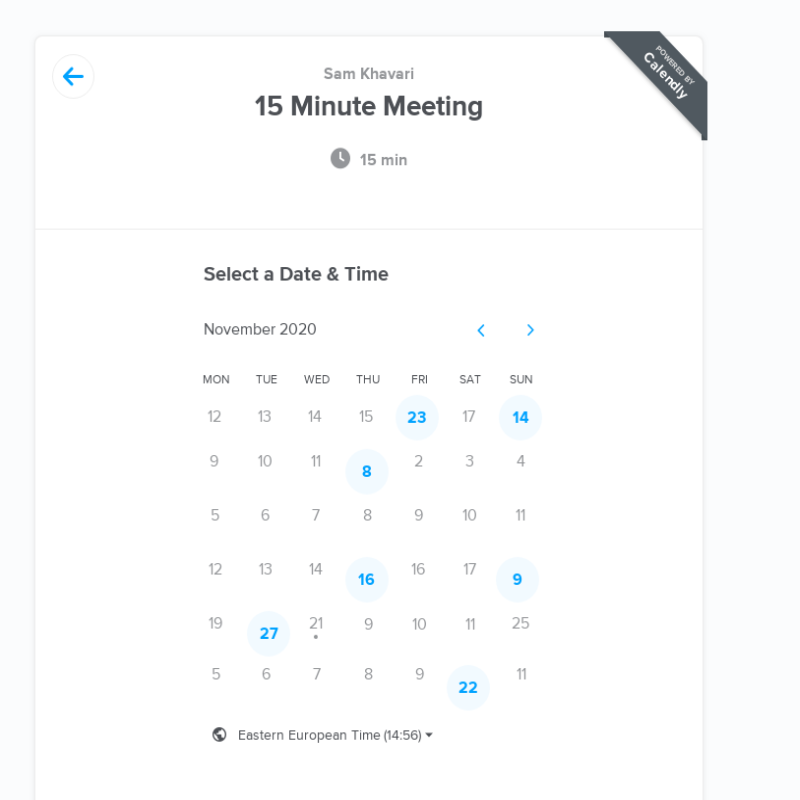 Sam Khavari
POWERED BY
Calendly
15 Minute Meeting
15 min
Select a Date & Time
November 2020
MON TUE WED THU FRI SAT SUN
12 13 14 15 23 17 14
9 10 11 8 2 3 4
5 6 7 8 9 10 11
12 13 14 16 16 17 9
19 27 21 9 10 11 25
5 6 7 8 9 22 11
Eastern European Time (14:56)